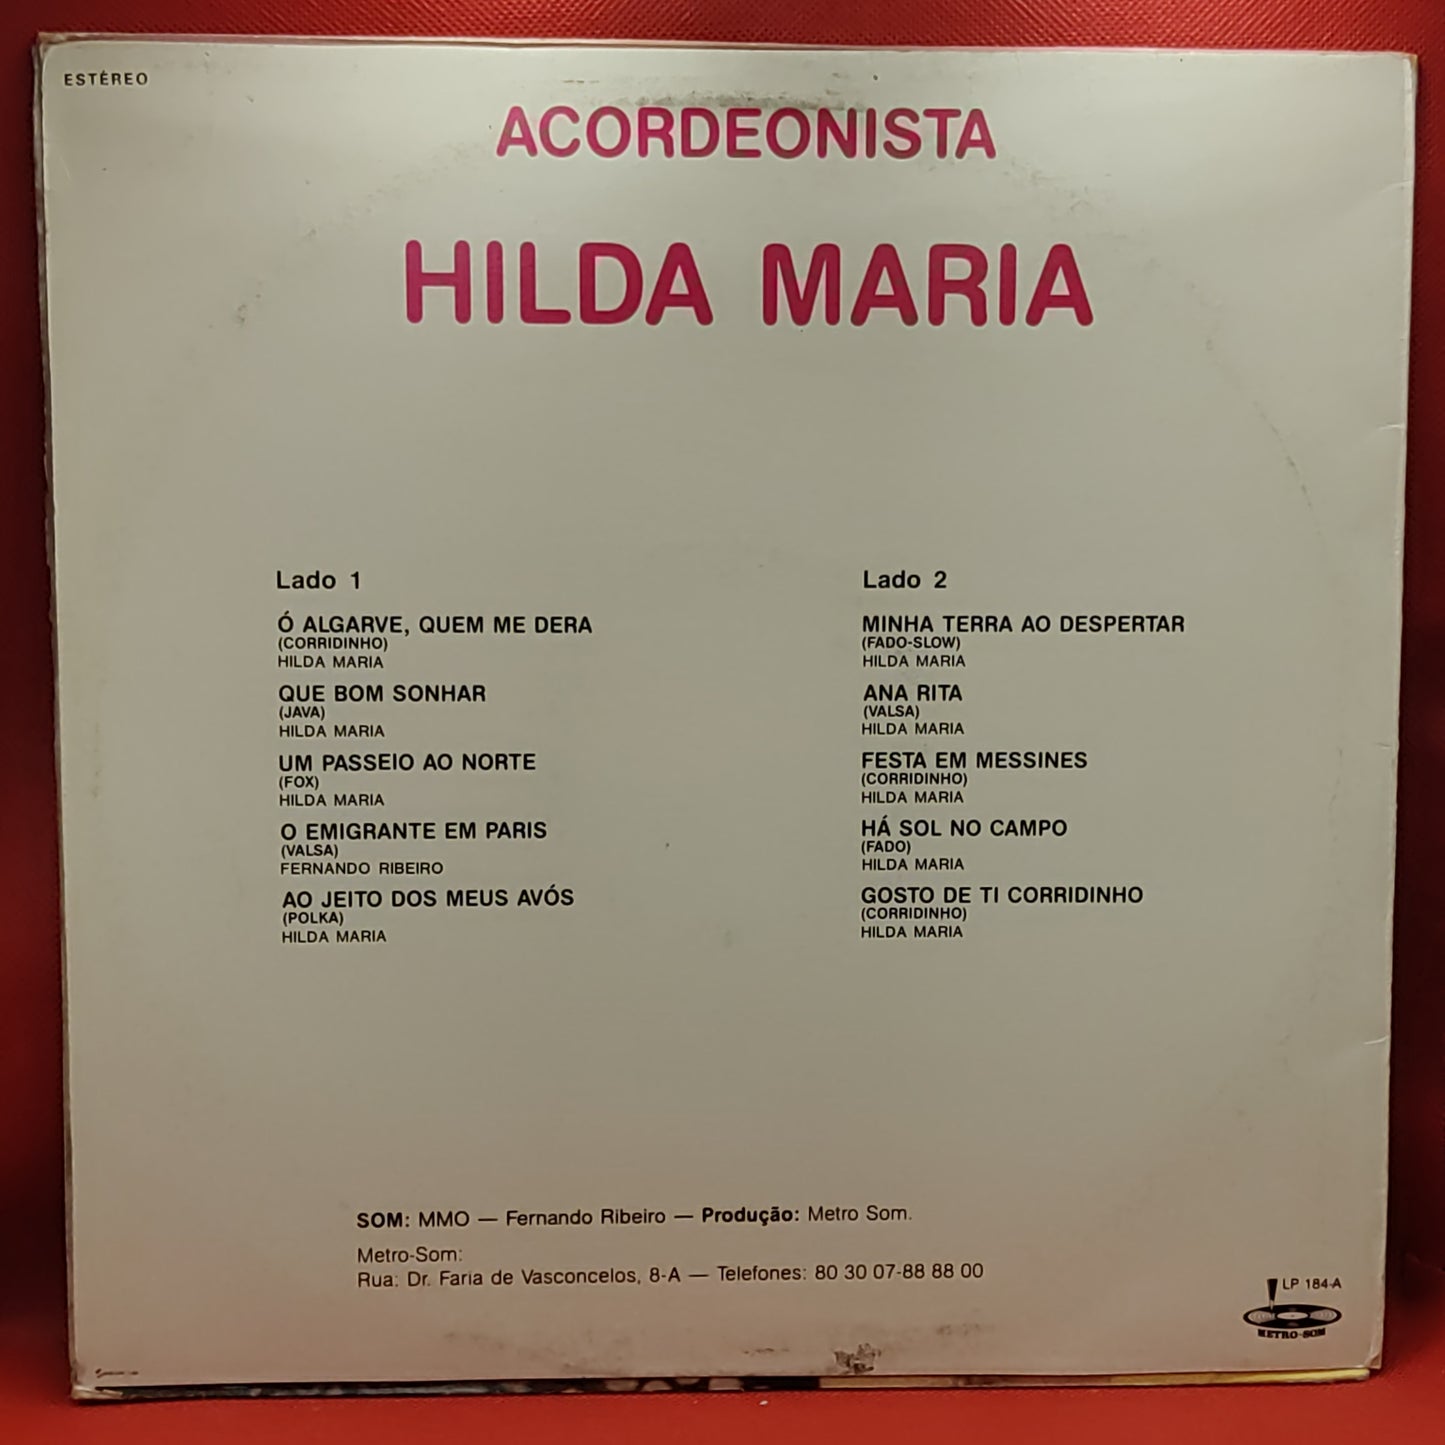 ESTÉREO
ACORDEONISTA
HILDA MARIA
Lado 1
Ó ALGARVE, QUEM ME DERA
(CORRIDINHO)
HILDA MARIA
QUE BOM SONHAR
(JAVA)
HILDA MARIA
UM PASSEIO AO NORTE
(FOX)
HILDA MARIA
O EMIGRANTE EM PARIS
(VALSA)
FERNANDO RIBEIRO
AO JEITO DOS MEUS AVÓS
(POLKA)
HILDA MARIA
Lado 2
MINHA TERRA AO DESPERTAR
(FADO-SLOW)
HILDA MARIA
ANA RITA
(VALSA)
HILDA MARIA
FESTA EM MESSINES
(CORRIDINHO)
HILDA MARIA
HÁ SOL NO CAMPO
(FADO)
HILDA MARIA
GOSTO DE TI CORRIDINHO
(CORRIDINHO)
HILDA MARIA
SOM: MMO — Fernando Ribeiro — Produção: Metro Som.
Metro-Som:
Rua: Dr. Faria de Vasconcelos, 8-A — Telefones: 80 30 07-88 88 00
LP 184-A
METRO-SOM